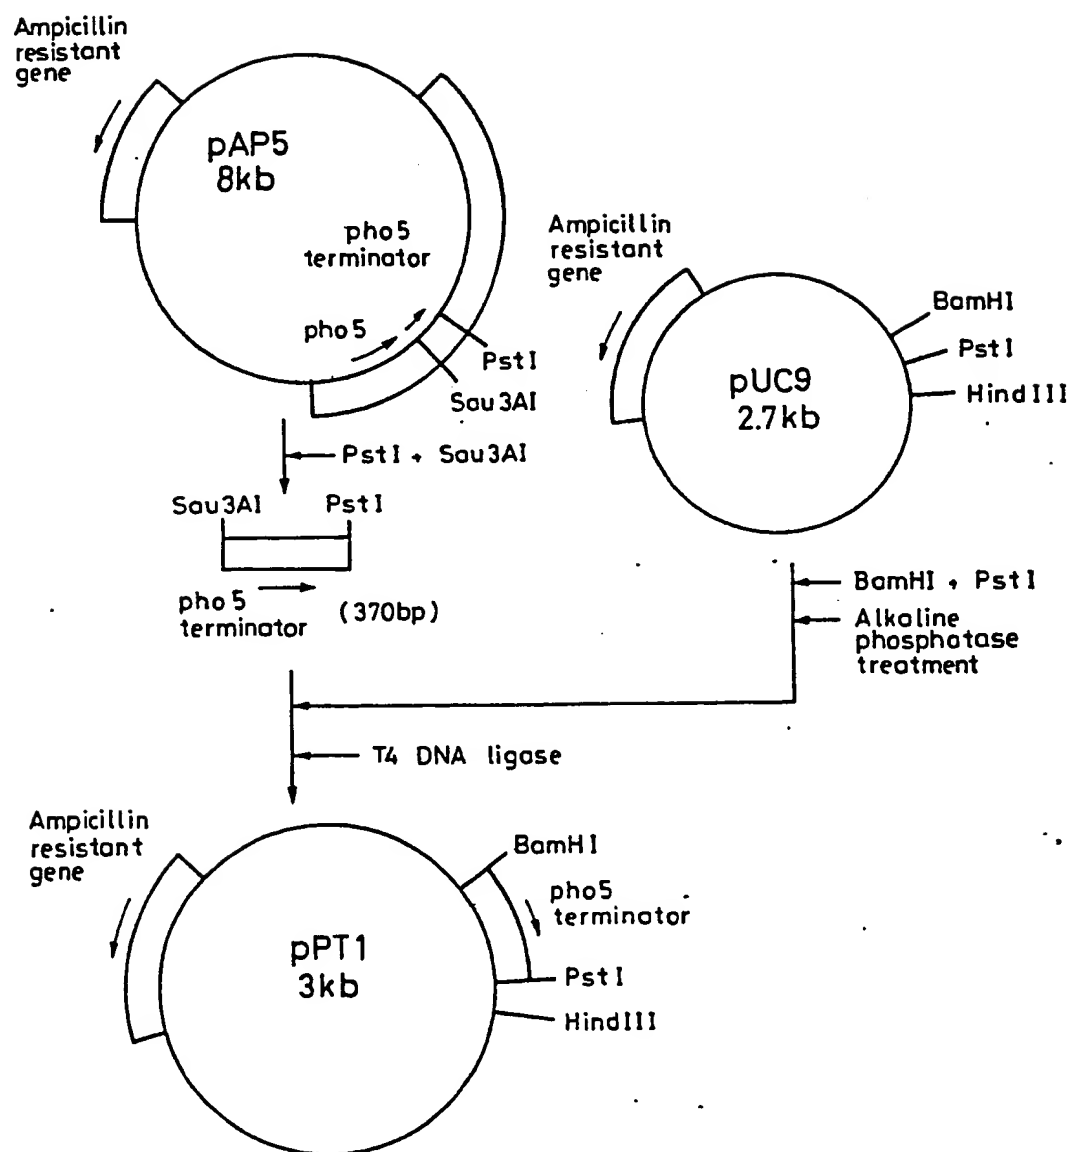 Ampicillin
resistant
gene
pAP5
8kb
pho5
terminator
pho5
PstI
Sau3AI
Ampicillin
resistant
gene
BamHI
PstI
HindIII
pUC9
2.7kb
PstI + Sau3AI
Sau3AI PstI
pho5
terminator
(370bp)
BamHI + PstI
Alkaline
phosphatase
treatment
T4 DNA ligase
Ampicillin
resistant
gene
BamHI
pho5
terminator
PstI
HindIII
pPT1
3kb